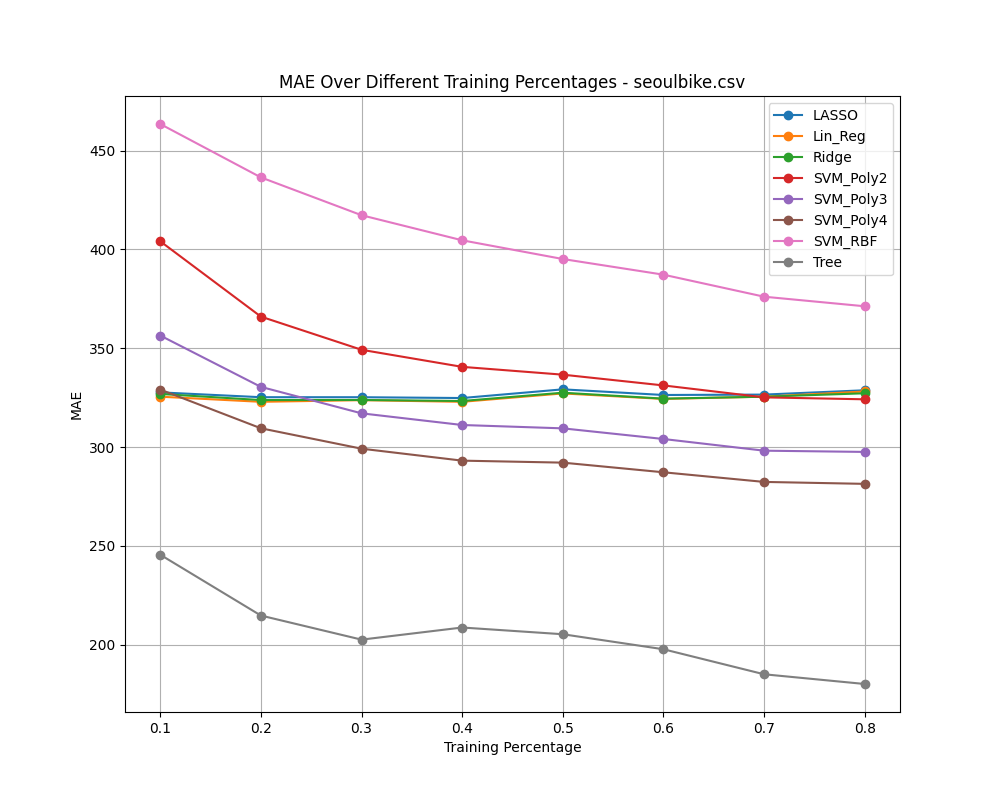 MAE Over Different Training Percentages - seoulbike.csv
LASSO
Lin_Reg
Ridge
SVM_Poly2
SVM_Poly3
SVM_Poly4
SVM_RBF
Tree
MAE
450
400
350
300
250
200
0.1 0.2 0.3 0.4 0.5 0.6 0.7 0.8
Training Percentage